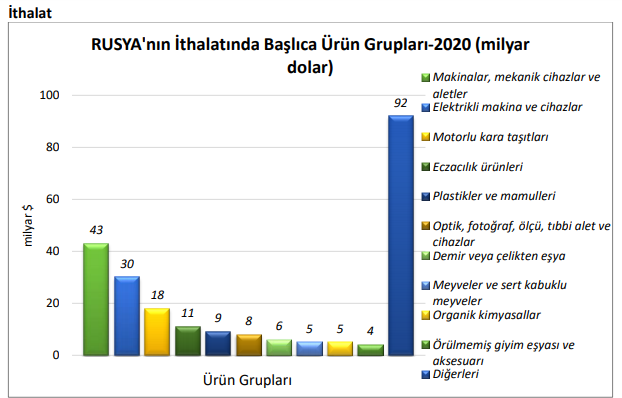 İthalat
RUSYA'nın İthalatında Başlıca Ürün Grupları-2020 (milyar
dolar)
milyar $
100
80
60
40
20
0
43
30
18
11
9
8
6
5
5
4
92
Ürün Grupları
Makinalar, mekanik cihazlar ve
aletler
Elektrikli makina ve cihazlar
Motorlu kara taşıtları
Eczacılık ürünleri
Plastikler ve mamulleri
Optik, fotoğraf, ölçü, tıbbi alet ve
cihazlar
Demir veya çelikten eşya
Meyveler ve sert kabuklu
meyveler
Organik kimyasallar
Örülmemiş giyim eşyası ve
aksesuarı
Diğerleri